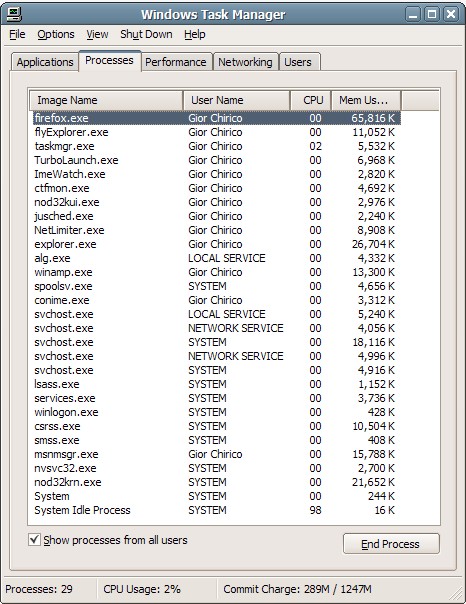 Windows Task Manager
File Options View Shut Down Help
Applications Processes Performance Networking Users
Image Name User Name CPU Mem Us...
firefox.exe Gior Chirico 00 65,816 K
flyExplorer.exe Gior Chirico 00 11,052 K
taskmgr.exe Gior Chirico 02 5,532 K
TurboLaunch.exe Gior Chirico 00 6,968 K
ImeWatch.exe Gior Chirico 00 2,820 K
ctfmon.exe Gior Chirico 00 4,692 K
nod32kui.exe Gior Chirico 00 2,976 K
jusched.exe Gior Chirico 00 2,240 K
NetLimiter.exe Gior Chirico 00 8,908 K
explorer.exe Gior Chirico 00 26,704 K
alg.exe LOCAL SERVICE 00 4,332 K
winamp.exe Gior Chirico 00 13,300 K
spoolsv.exe SYSTEM 00 4,656 K
conime.exe Gior Chirico 00 3,312 K
svchost.exe LOCAL SERVICE 00 5,240 K
svchost.exe NETWORK SERVICE 00 4,056 K
svchost.exe SYSTEM 00 18,116 K
svchost.exe NETWORK SERVICE 00 4,996 K
svchost.exe SYSTEM 00 4,916 K
lsass.exe SYSTEM 00 1,152 K
services.exe SYSTEM 00 3,736 K
winlogon.exe SYSTEM 00 428 K
csrss.exe SYSTEM 00 10,504 K
smss.exe SYSTEM 00 408 K
msnmsgr.exe Gior Chirico 00 15,788 K
nvsvc32.exe SYSTEM 00 2,700 K
nod32krn.exe SYSTEM 00 21,652 K
System SYSTEM 00 244 K
System Idle Process SYSTEM 98 16 K
Show processes from all users End Process
Processes: 29 CPU Usage: 2% Commit Charge: 289M / 1247M